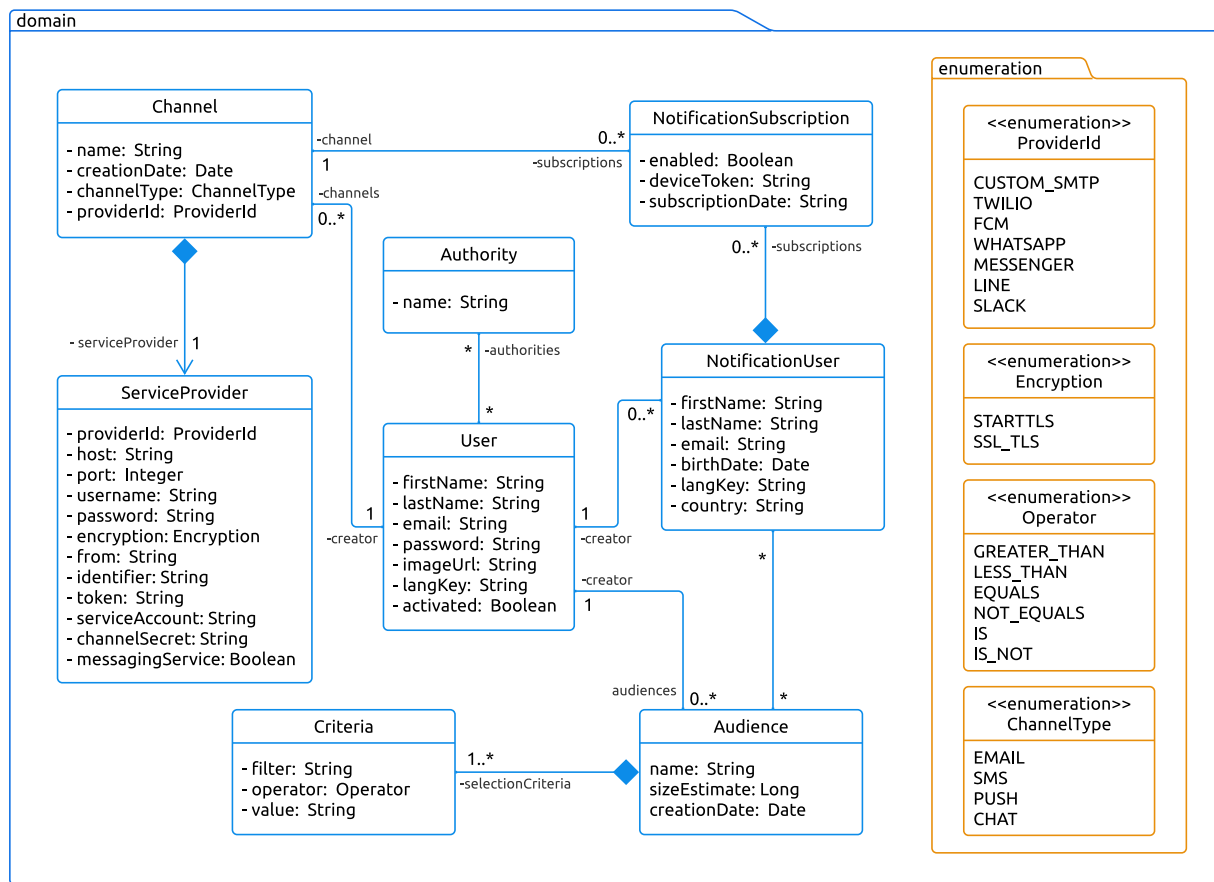 domain
Channel
- name: String
- creationDate: Date
- channelType: ChannelType
- providerId: ProviderId
-channel
1
0..*
-subscriptions
-channels
0..*
NotificationSubscription
- enabled: Boolean
- deviceToken: String
- subscriptionDate: String
0..*
-subscriptions
Authority
- name: String
*
-authorities
*
- serviceProvider
1
ServiceProvider
- providerId: ProviderId
- host: String
- port: Integer
- username: String
- password: String
- encryption: Encryption
- from: String
- identifier: String
- token: String
- serviceAccount: String
- channelSecret: String
- messagingService: Boolean
User
- firstName: String
- lastName: String
- email: String
- password: String
- imageUrl: String
- langKey: String
- activated: Boolean
1
-creator
1
-creator
-creator
1
0..*
NotificationUser
- firstName: String
- lastName: String
- email: String
- birthDate: Date
- langKey: String
- country: String
*
*
audiences
0..*
Criteria
- filter: String
- operator: Operator
- value: String
1..*
-selectionCriteria
Audience
name: String
sizeEstimate: Long
creationDate: Date
enumeration
<<enumeration>>
ProviderId
CUSTOM_SMTP
TWILIO
FCM
WHATSAPP
MESSENGER
LINE
SLACK
<<enumeration>>
Encryption
STARTTLS
SSL_TLS
<<enumeration>>
Operator
GREATER_THAN
LESS_THAN
EQUALS
NOT_EQUALS
IS
IS_NOT
<<enumeration>>
ChannelType
EMAIL
SMS
PUSH
CHAT